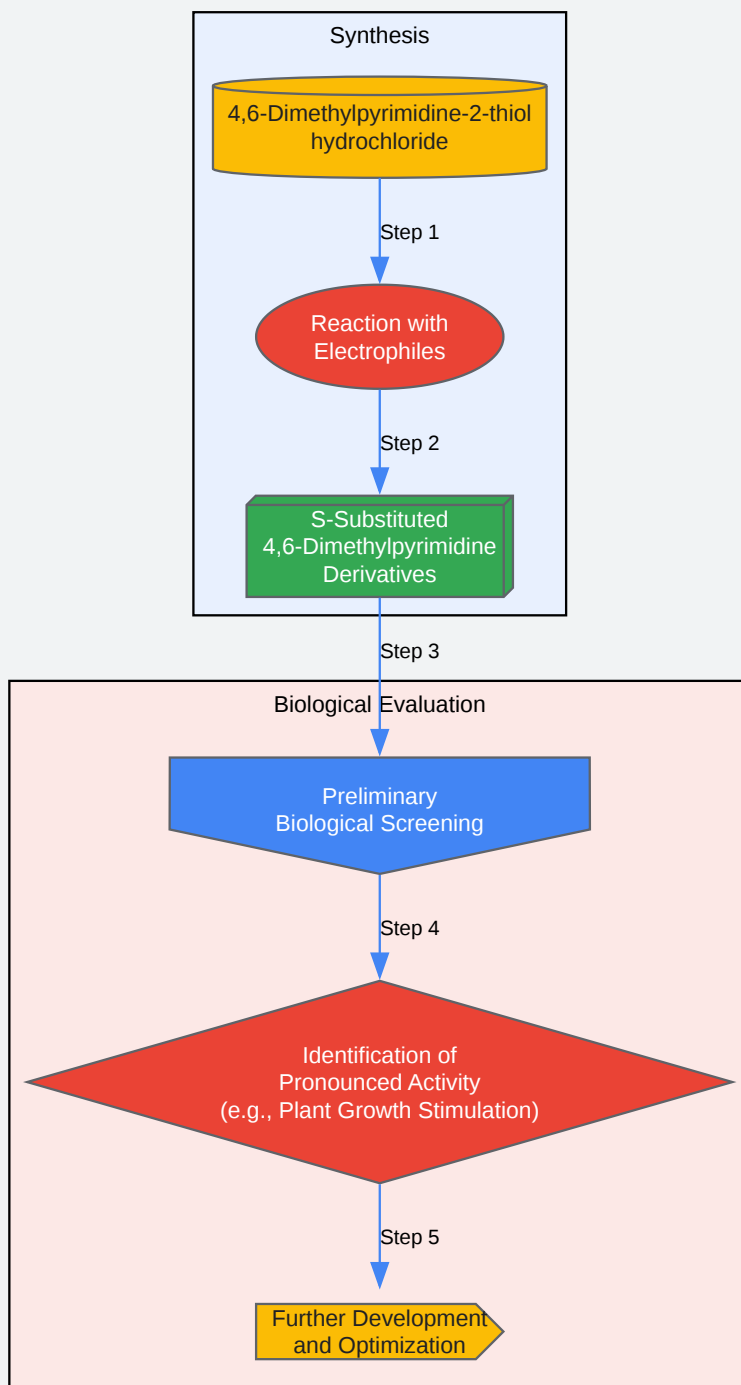 Synthesis
4,6-Dimethylpyrimidine-2-thiol
hydrochloride
Step 1
Reaction with
Electrophiles
Step 2
S-Substituted
4,6-Dimethylpyrimidine
Derivatives
Step 3
Biological Evaluation
Preliminary
Biological Screening
Step 4
Identification of
Pronounced Activity
(e.g., Plant Growth Stimulation)
Step 5
Further Development
and Optimization